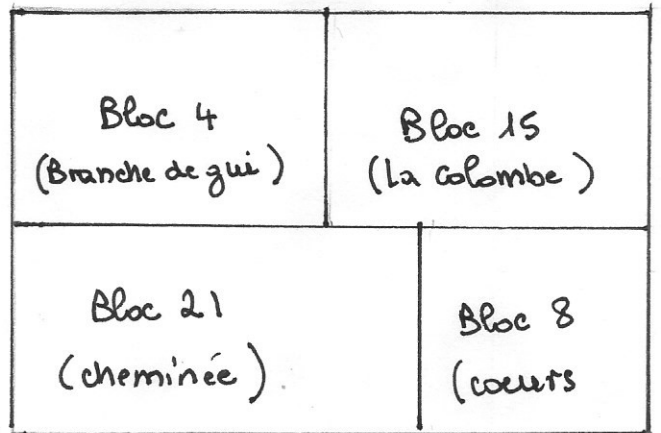 Bloc 4
(Branche de gui)
Bloc 15
(La colombe)
Bloc 21
(cheminée)
Bloc 8
(coeurs